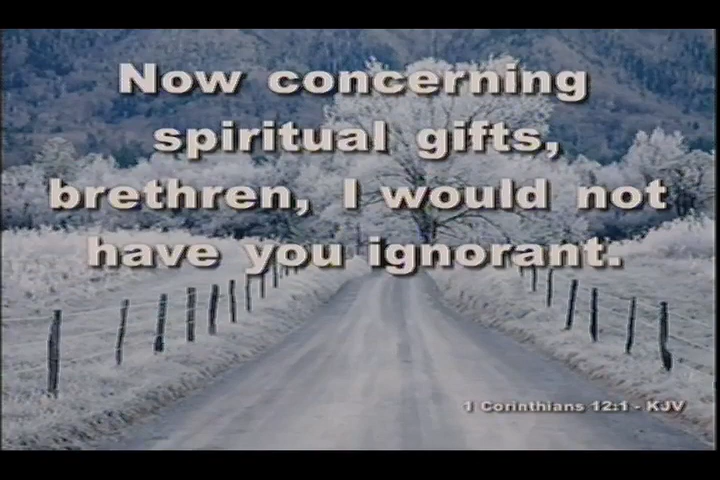 Now concerning
spiritual gifts,
brethren, I would not
have you ignorant.
1 Corinthians 12:1 - KJV